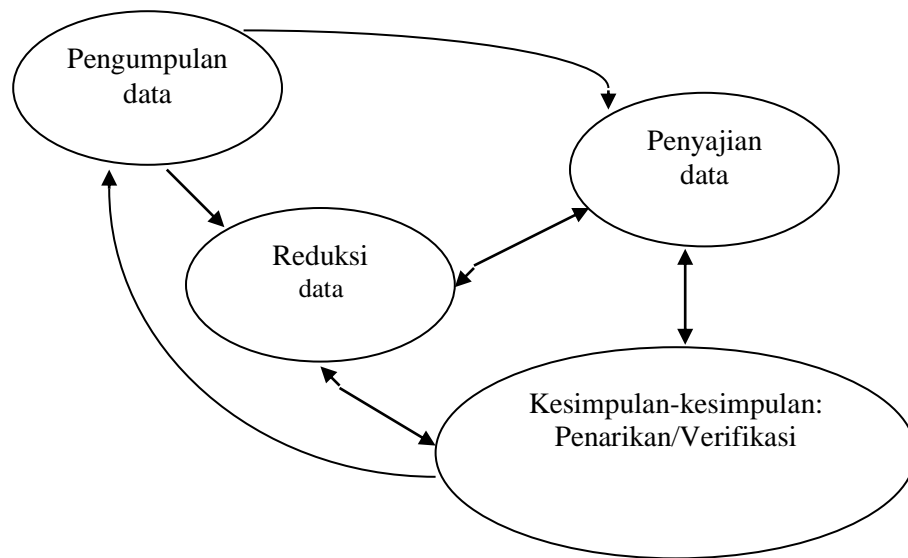 Pengumpulan
data
Penyajian
data
Reduksi
data
Kesimpulan-kesimpulan:
Penarikan/Verifikasi